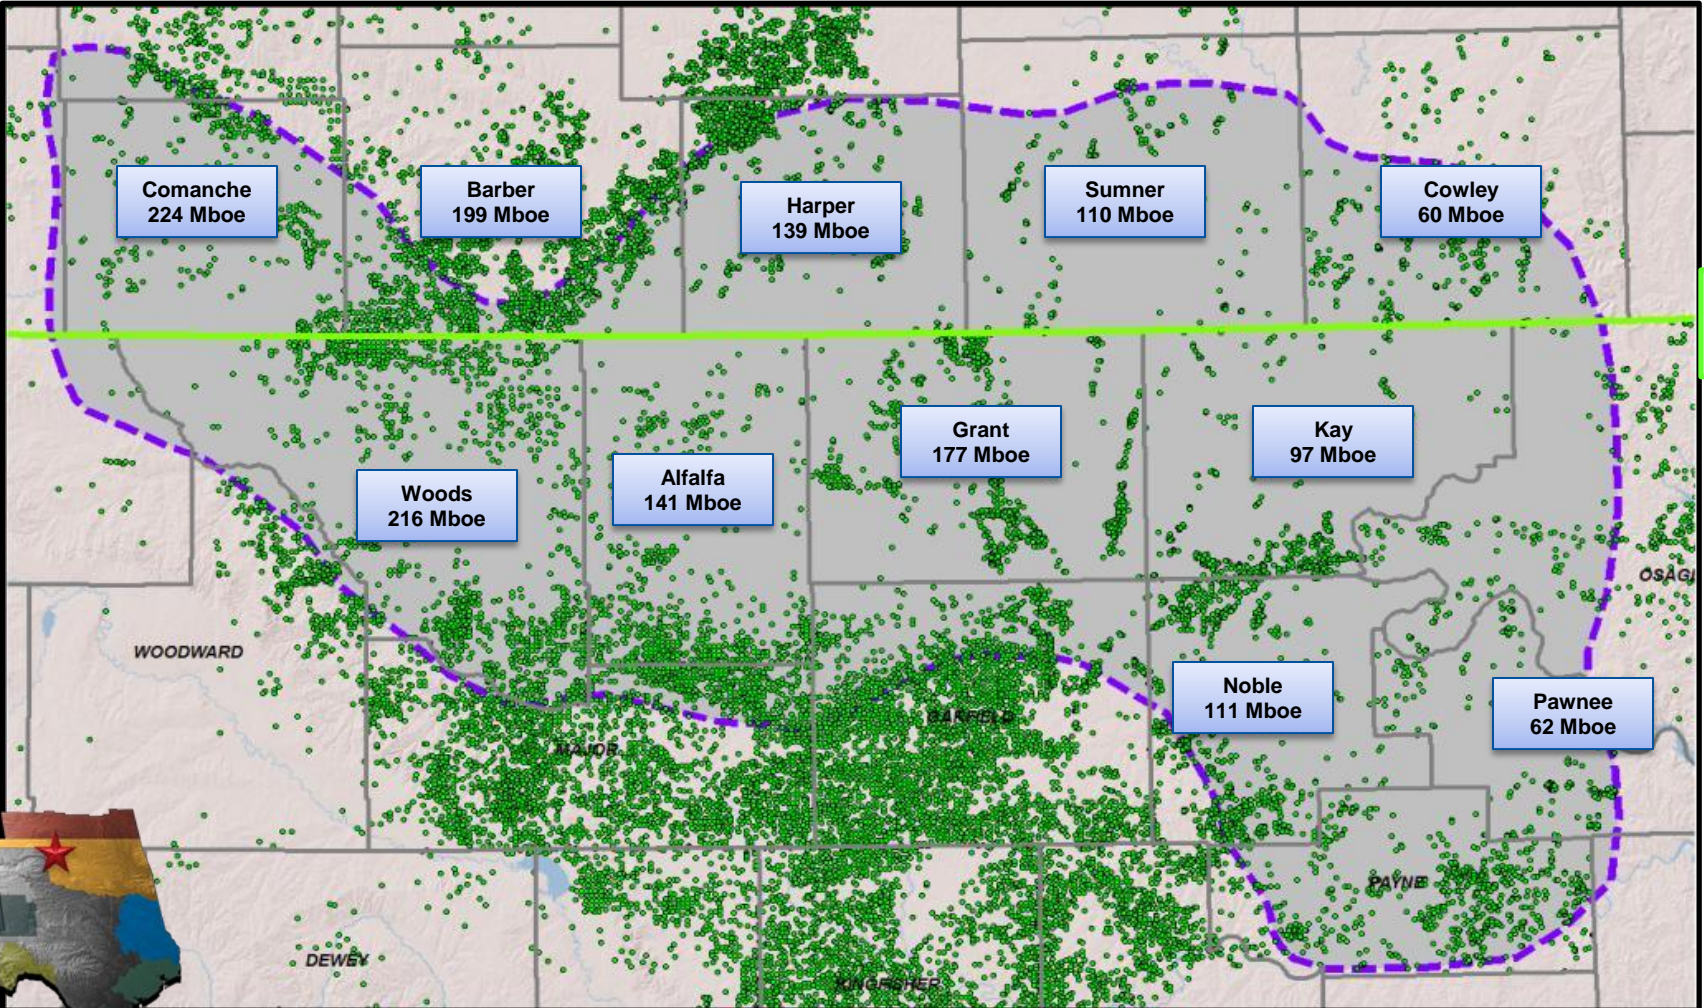 Comanche
224 Mboe
Barber
199 Mboe
Harper
139 Mboe
Sumner
110 Mboe
Cowley
60 Mboe
Woods
216 Mboe
Alfalfa
141 Mboe
Grant
177 Mboe
Kay
97 Mboe
OSAGE
WOODWARD
Noble
111 Mboe
Pawnee
62 Mboe
GARFIELD
MAJOR
PAYNE
DEWEY
KINGFISHER